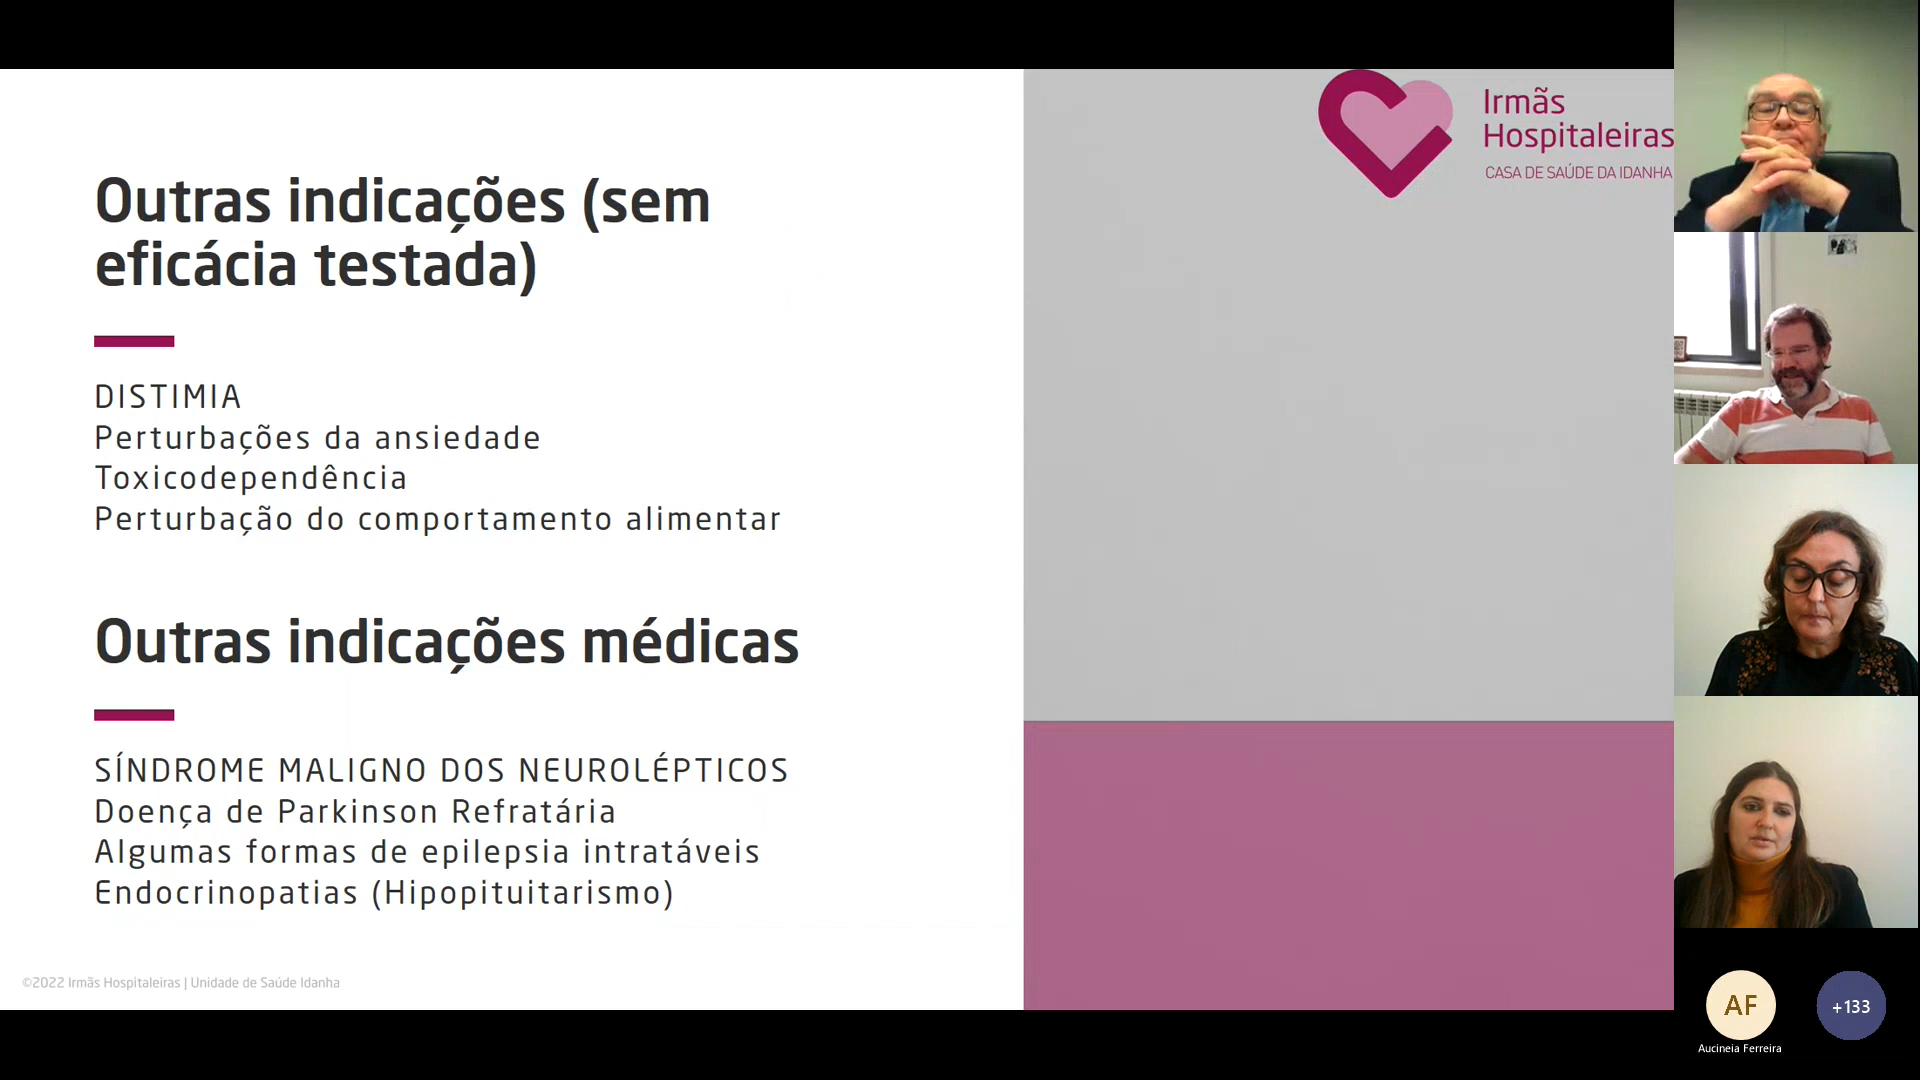 Outras indicações (sem
eficácia testada)
DISTIMIA
Perturbações da ansiedade
Toxicodependência
Perturbação do comportamento alimentar
Outras indicações médicas
SÍNDROME MALIGNO DOS NEUROLÉPTICOS
Doença de Parkinson Refratária
Algumas formas de epilepsia intratáveis
Endocrinopatias (Hipopituitarismo)
©2022 Irmãs Hospitaleiras | Unidade de Saúde Idanha
Irmãs
Hospitaleiras
CASA DE SAÚDE DA IDANHA
AF
+133
Aucineia Ferreira